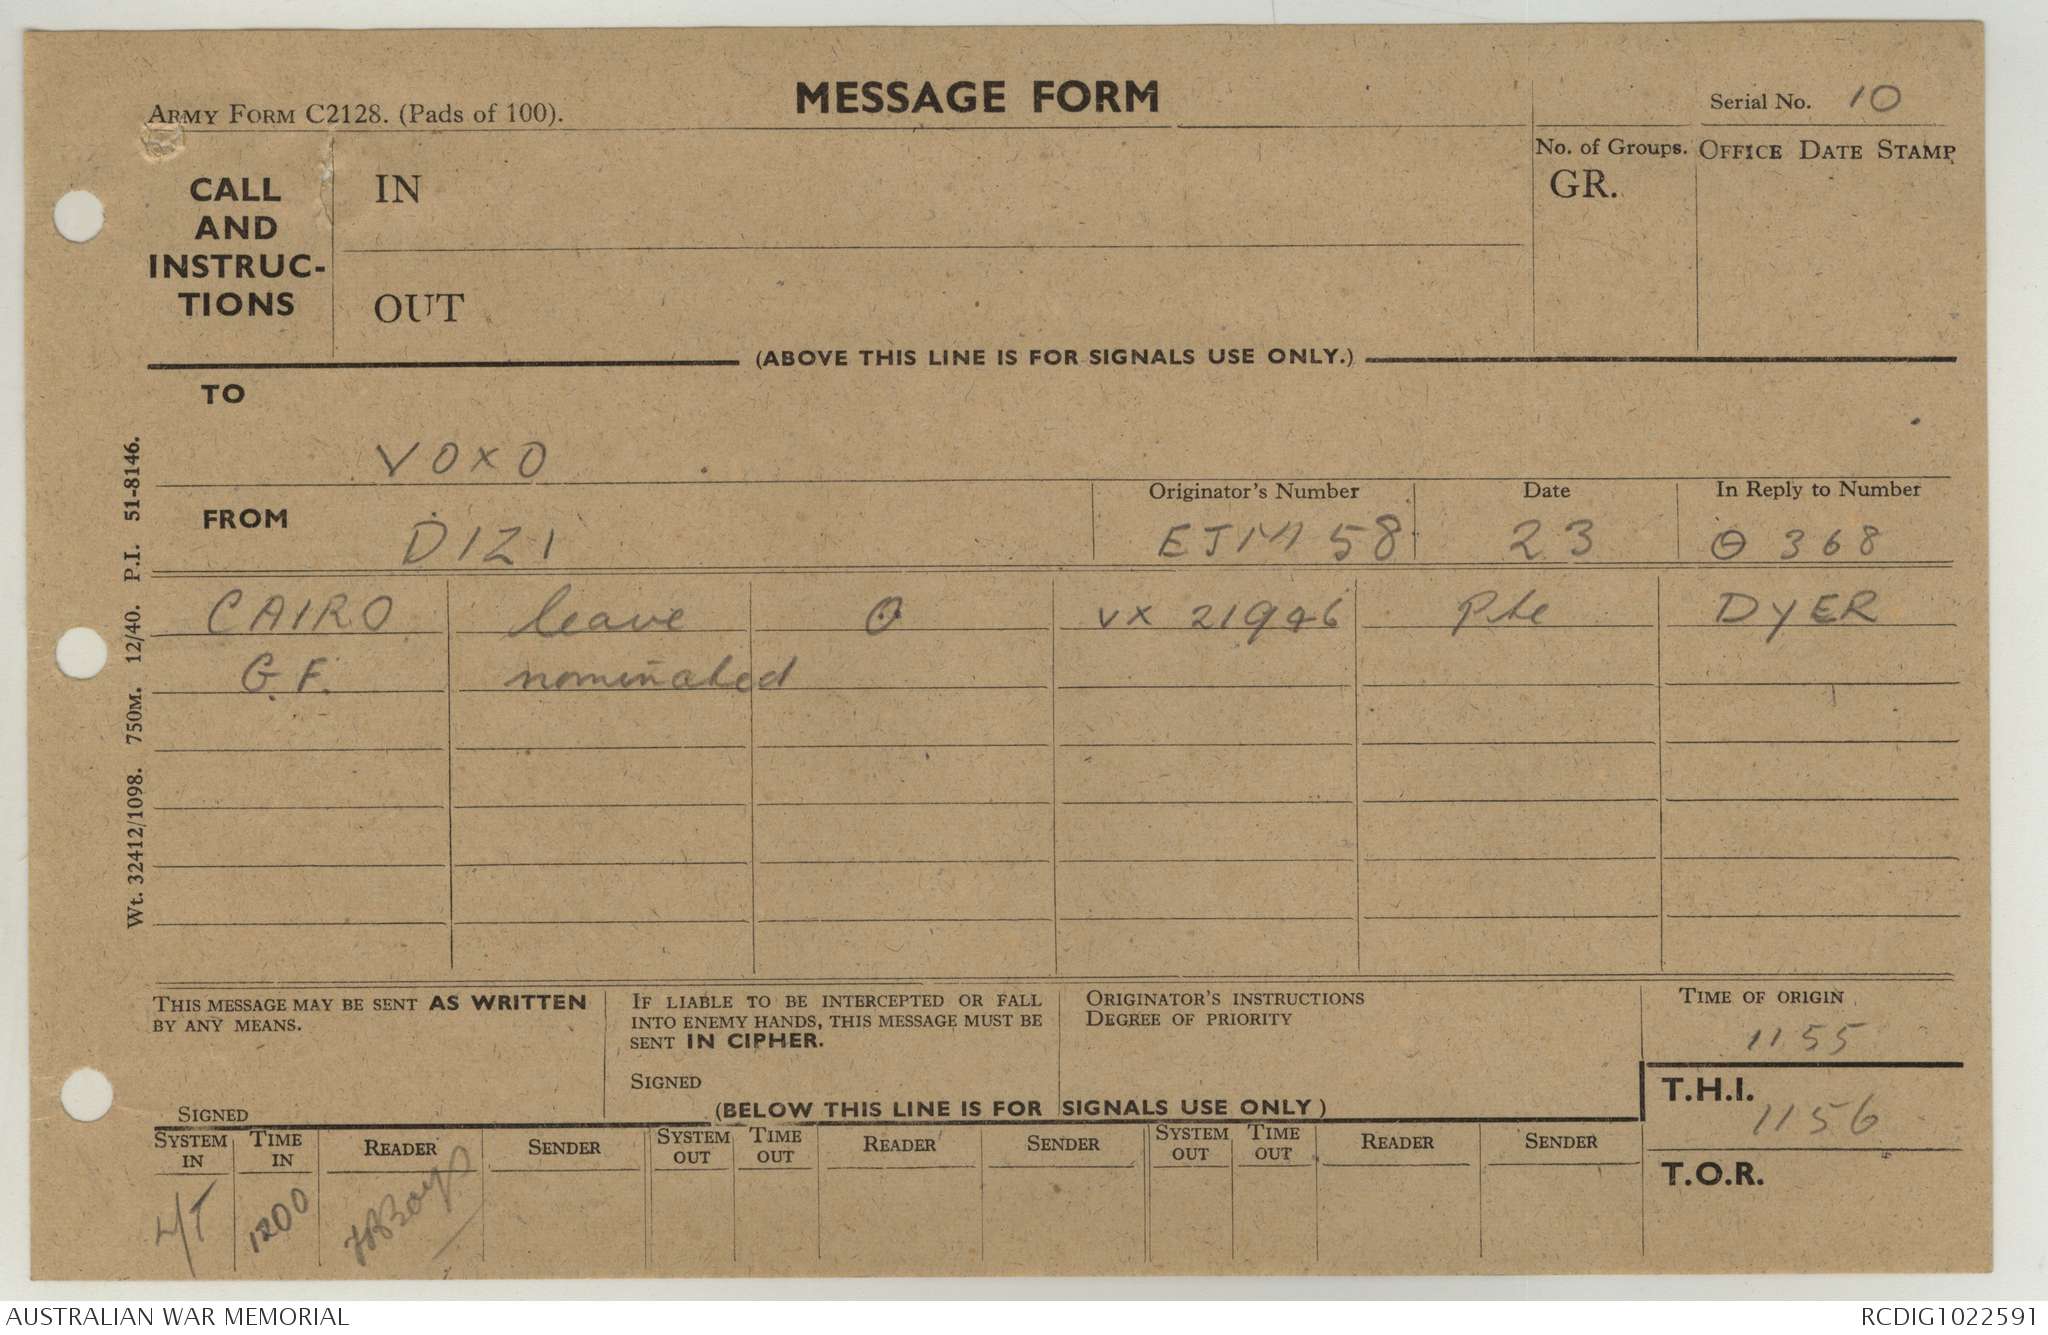 ARMY FORM C2128. (Pads of 100).
MESSAGE FORM
Serial No. 10
CALL AND INSTRUC-TIONS
IN
OUT
No. of Groups.
GR.
OFFICE DATE STAMP
(ABOVE THIS LINE IS FOR SIGNALS USE ONLY.)
TO
VOXO
FROM
DIZI
Originator's Number
EJM 58
Date
23
In Reply to Number
O 368
CAIRO leave O VX 21946 Pte DYER
G.F. nominated
Wt. 32412/1098. 750M. 12/40. P.I. 51-8146.
THIS MESSAGE MAY BE SENT AS WRITTEN
BY ANY MEANS.
SIGNED
IF LIABLE TO BE INTERCEPTED OR FALL
INTO ENEMY HANDS, THIS MESSAGE MUST BE
SENT IN CIPHER.
SIGNED
ORIGINATOR'S INSTRUCTIONS
DEGREE OF PRIORITY
TIME OF ORIGIN
1155
(BELOW THIS LINE IS FOR SIGNALS USE ONLY)
T.H.I.
1156
T.O.R.
SYSTEM IN TIME IN READER SENDER SYSTEM OUT TIME OUT READER SENDER SYSTEM OUT TIME OUT READER SENDER
L/T 1200
AUSTRALIAN WAR MEMORIAL
RCDIG1022591